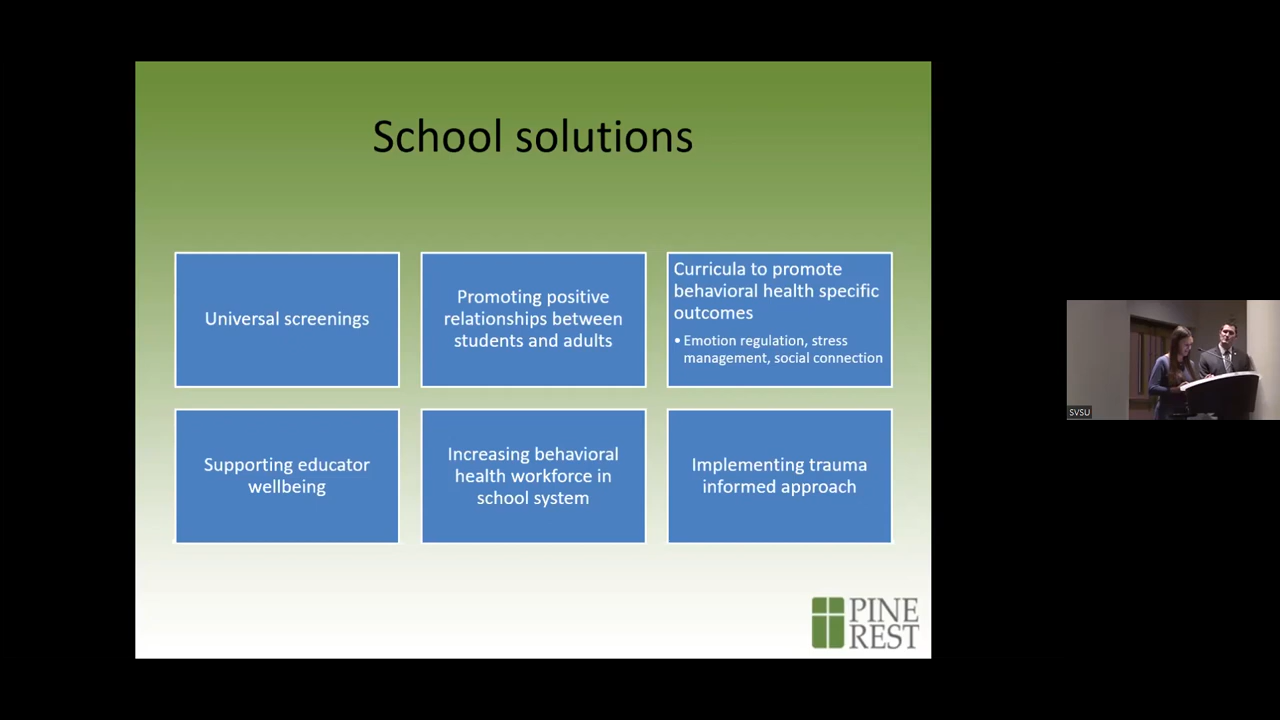 School solutions
Universal screenings
Promoting positive
relationships between
students and adults
Curricula to promote
behavioral health specific
outcomes
• Emotion regulation, stress
management, social connection
Supporting educator
wellbeing
Increasing behavioral
health workforce in
school system
Implementing trauma
informed approach
PINE
REST
SVSU